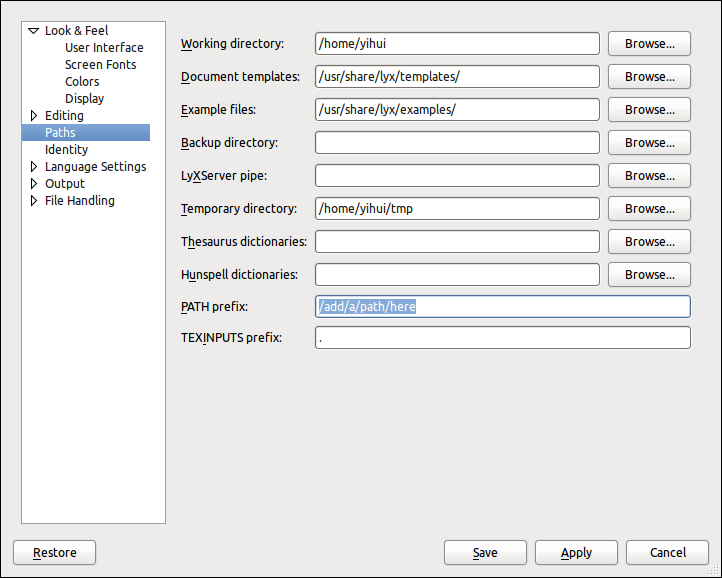 Look & Feel
User Interface
Screen Fonts
Colors
Display
Editing
Paths
Identity
Language Settings
Output
File Handling
Working directory: /home/yihui Browse...
Document templates: /usr/share/lyx/templates/ Browse...
Example files: /usr/share/lyx/examples/ Browse...
Backup directory: Browse...
LyXServer pipe: Browse...
Temporary directory: /home/yihui/tmp Browse...
Thesaurus dictionaries: Browse...
Hunspell dictionaries: Browse...
PATH prefix: /add/a/path/here
TEXINPUTS prefix: .
Restore Save Apply Cancel